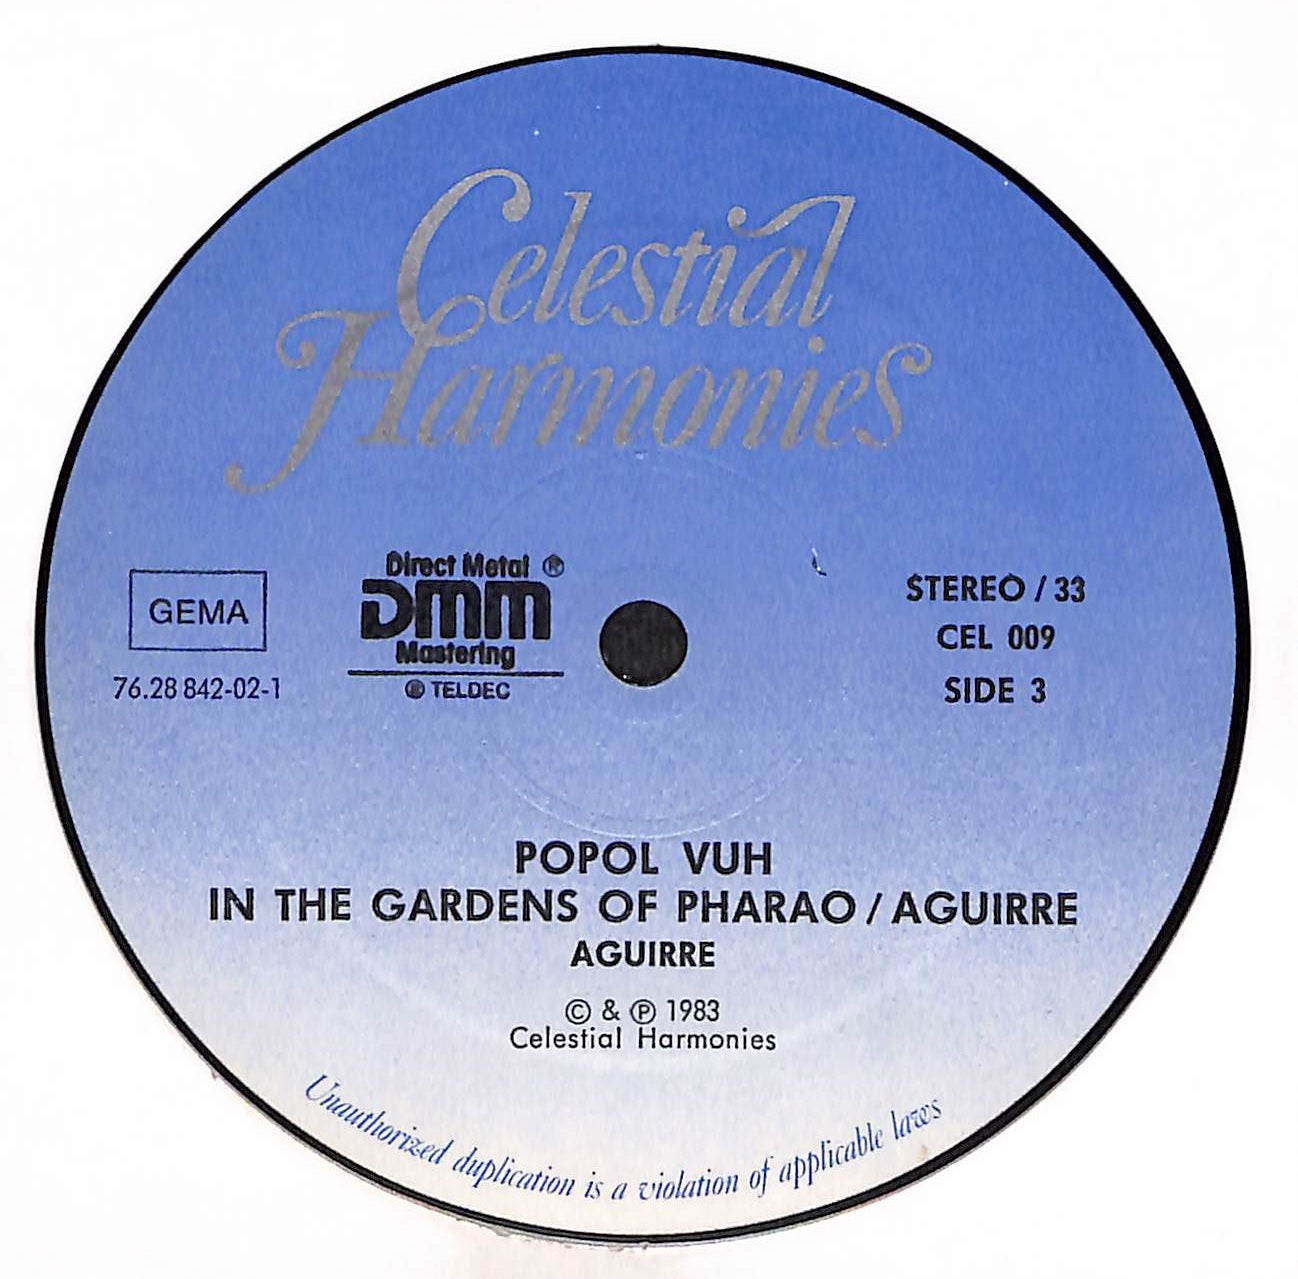 Celestial
Harmonies
GEMA
76.28 842-02-1
Direct Metal ®
DMM
Mastering
℗ TELDEC
STEREO / 33
CEL 009
SIDE 3
POPOL VUH
IN THE GARDENS OF PHARAO / AGUIRRE
AGUIRRE
© & ℗ 1983
Celestial Harmonies
Unauthorized duplication is a violation of applicable laws